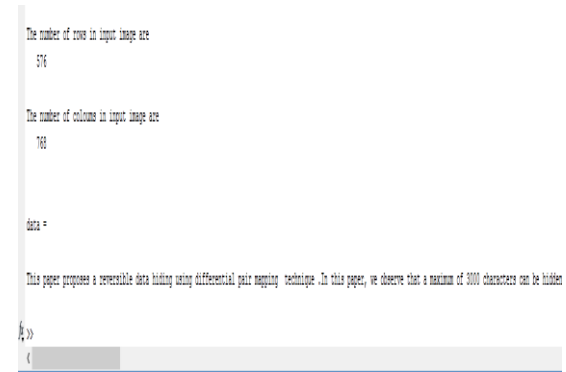 The number of rows in input image are
576
The number of coloums in input image are
768
data =
This paper proposes a reversible data hiding using differential pair mapping technique .In this paper, we observe that a maximum of 3000 characters can be hidden
fx >>